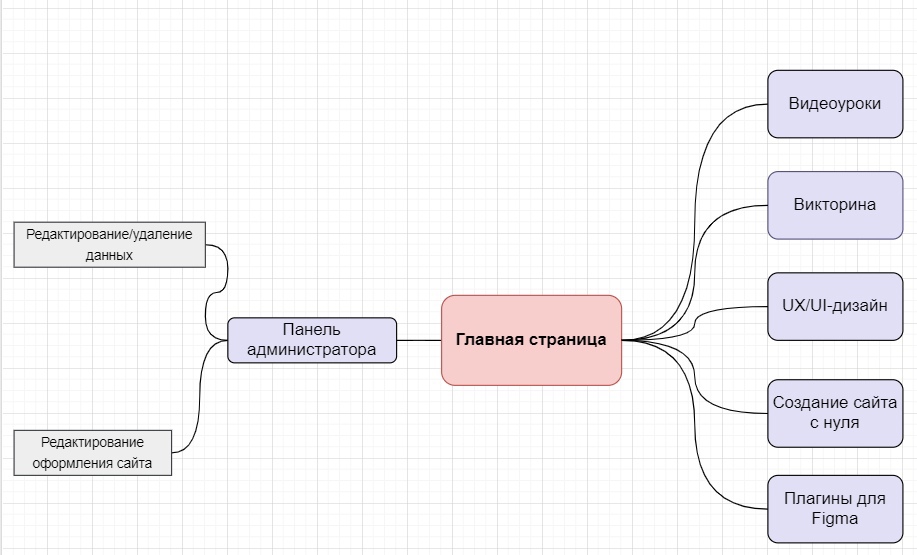 Видеоуроки
Викторина
Редактирование/удаление
данных
UX/UI-дизайн
Панель
администратора
Главная страница
Создание сайта
с нуля
Редактирование
оформления сайта
Плагины для
Figma